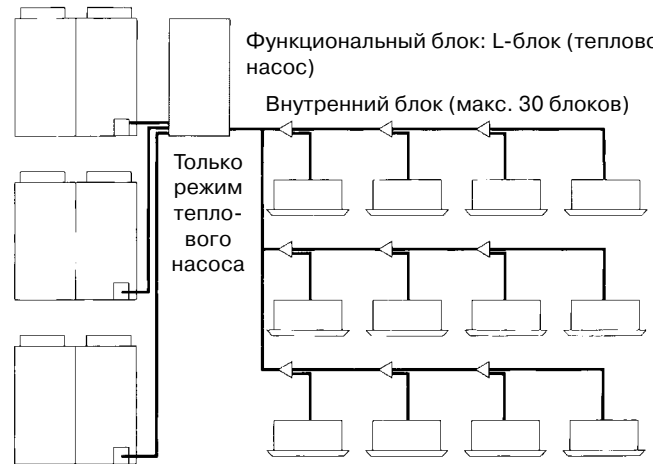 Функциональный блок: L-блок (теплово
насос)
Внутренний блок (макс. 30 блоков)
Только
режим
тепло-
вого
насоса